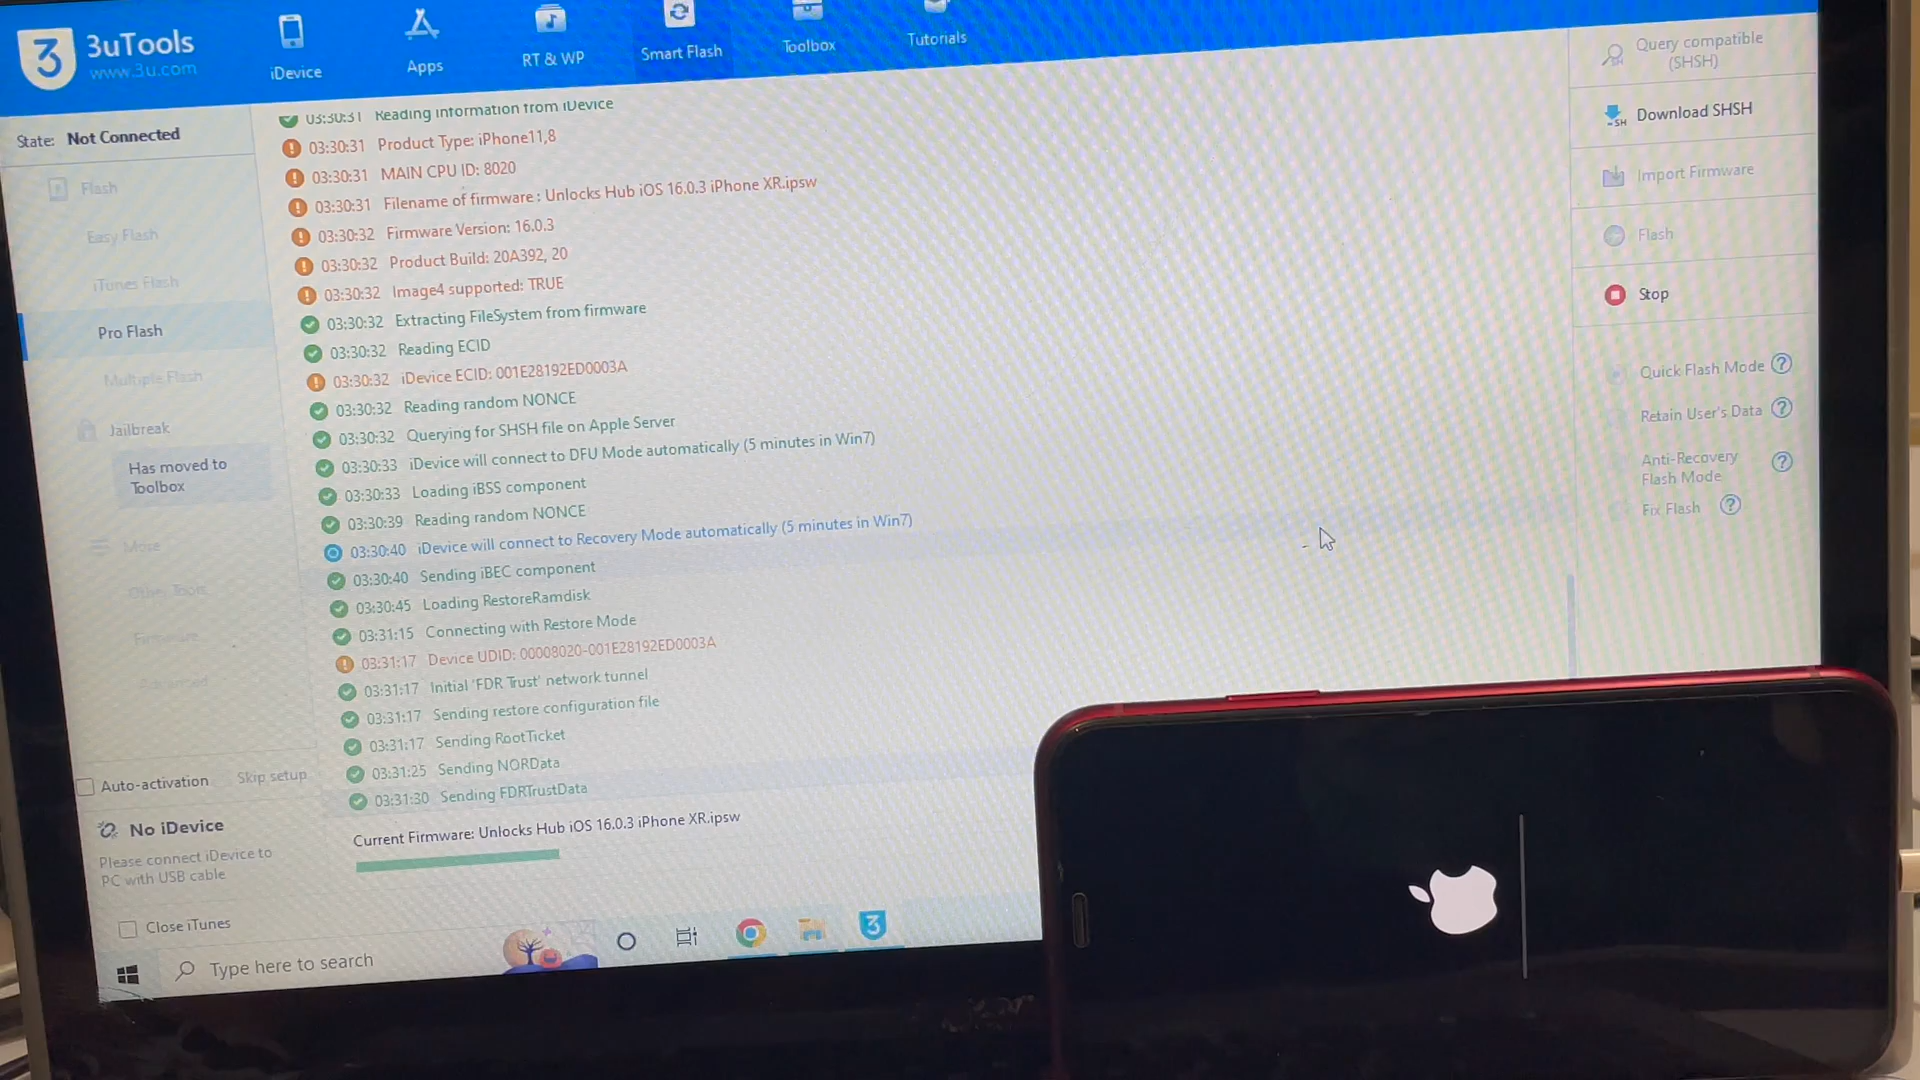 3uTools
www.3u.com
iDevice
Apps
RT & WP
Smart Flash
Toolbox
Tutorials
State: Not Connected
Flash
Easy Flash
iTunes Flash
Pro Flash
Multiple Flash
Jailbreak
Has moved to
Toolbox
More
Other Tools
Firmware
Advanced
Auto-activation Skip setup
No iDevice
Please connect iDevice to
PC with USB cable
Close iTunes
03:30:31 Reading information from iDevice
03:30:31 Product Type: iPhone11,8
03:30:31 MAIN CPU ID: 8020
03:30:31 Filename of firmware : Unlocks Hub iOS 16.0.3 iPhone XR.ipsw
03:30:32 Firmware Version: 16.0.3
03:30:32 Product Build: 20A392, 20
03:30:32 Image4 supported: TRUE
03:30:32 Extracting FileSystem from firmware
03:30:32 Reading ECID
03:30:32 iDevice ECID: 001E28192ED0003A
03:30:32 Reading random NONCE
03:30:32 Querying for SHSH file on Apple Server
03:30:33 iDevice will connect to DFU Mode automatically (5 minutes in Win7)
03:30:33 Loading iBSS component
03:30:39 Reading random NONCE
03:30:40 iDevice will connect to Recovery Mode automatically (5 minutes in Win7)
03:30:40 Sending iBEC component
03:30:45 Loading RestoreRamdisk
03:31:15 Connecting with Restore Mode
03:31:17 Device UDID: 00008020-001E28192ED0003A
03:31:17 Initial 'FDR Trust' network tunnel
03:31:17 Sending restore configuration file
03:31:17 Sending RootTicket
03:31:25 Sending NORData
03:31:30 Sending FDRTrustData
Current Firmware: Unlocks Hub iOS 16.0.3 iPhone XR.ipsw
Query compatible
(SHSH)
Download SHSH
Import Firmware
Flash
Stop
Quick Flash Mode ?
Retain User's Data ?
Anti-Recovery
Flash Mode ?
Fix Flash ?
Type here to search